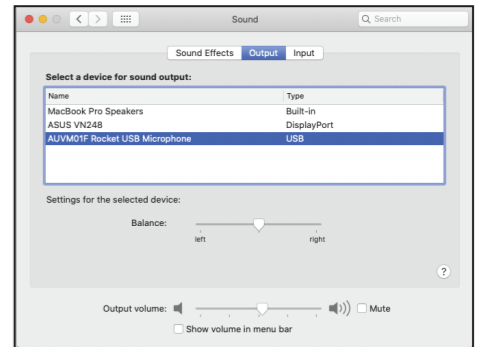 Sound
Search
Sound Effects Output Input
Select a device for sound output:
Name Type
MacBook Pro Speakers Built-in
ASUS VN248 DisplayPort
AUVM01F Rocket USB Microphone USB
Settings for the selected device:
Balance:
left right
?
Output volume: Mute
Show volume in menu bar